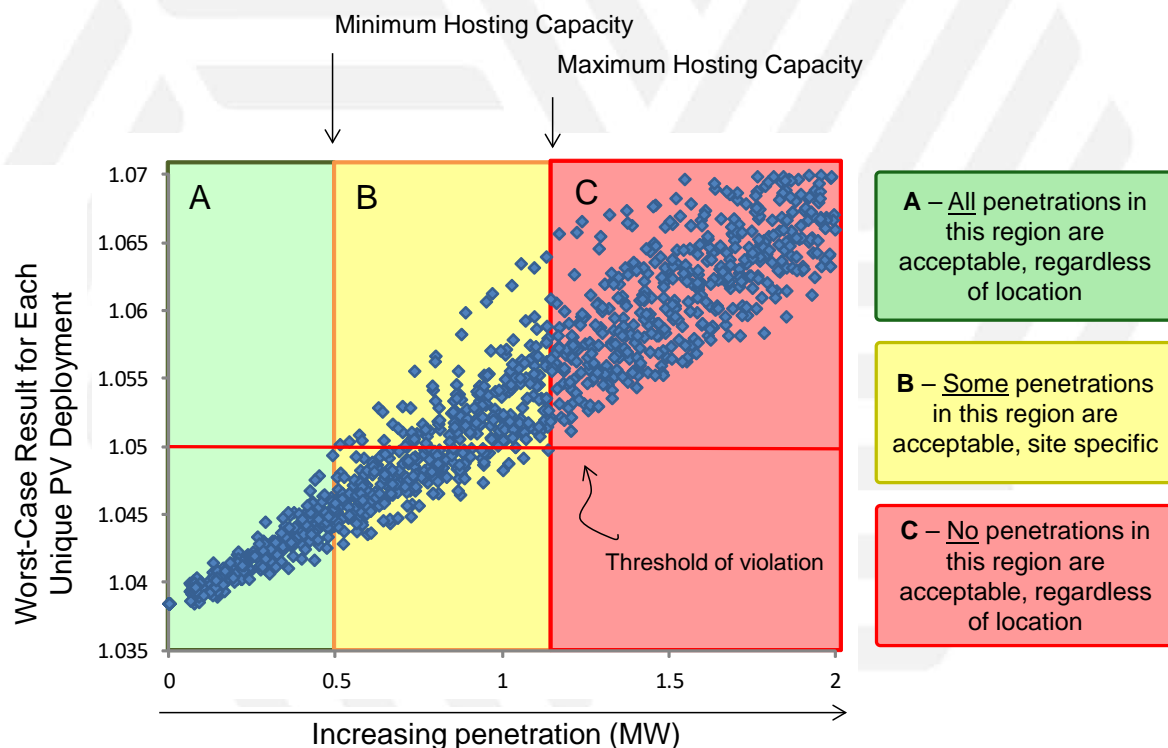 Minimum Hosting Capacity
Maximum Hosting Capacity
Worst-Case Result for Each
Unique PV Deployment
1.07
1.065
1.06
1.055
1.05
1.045
1.04
1.035
A
B
C
Threshold of violation
0
0.5
1
1.5
2
Increasing penetration (MW)
A – All penetrations in
this region are
acceptable, regardless
of location
B – Some penetrations
in this region are
acceptable, site specific
C – No penetrations in
this region are
acceptable, regardless
of location